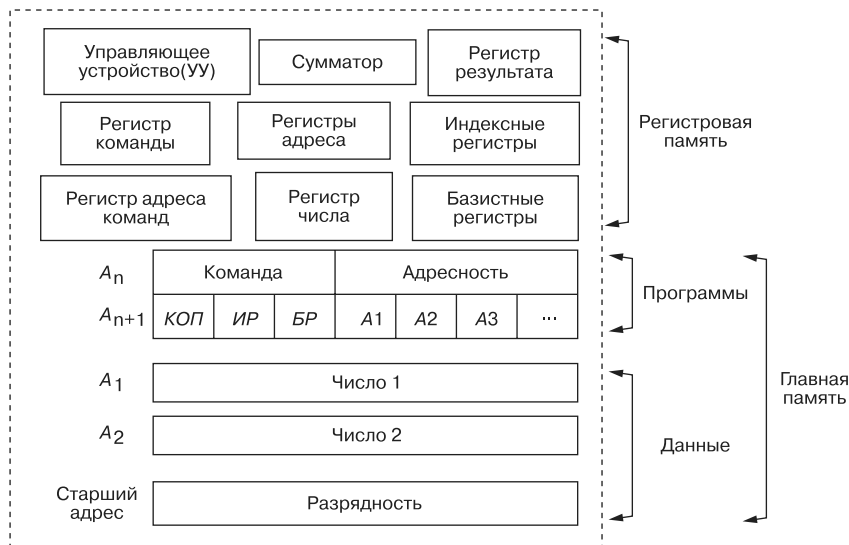 Управляющее
устройство(УУ)
Сумматор
Регистр
результата
Регистр
команды
Регистры
адреса
Индексные
регистры
Регистровая
память
Регистр адреса
команд
Регистр
числа
Базистные
регистры
An
Команда
Адресность
Программы
An+1
КОП
ИР
БР
A1
A2
A3
...
A1
Число 1
Главная
память
A2
Число 2
Данные
Старший
адрес
Разрядность